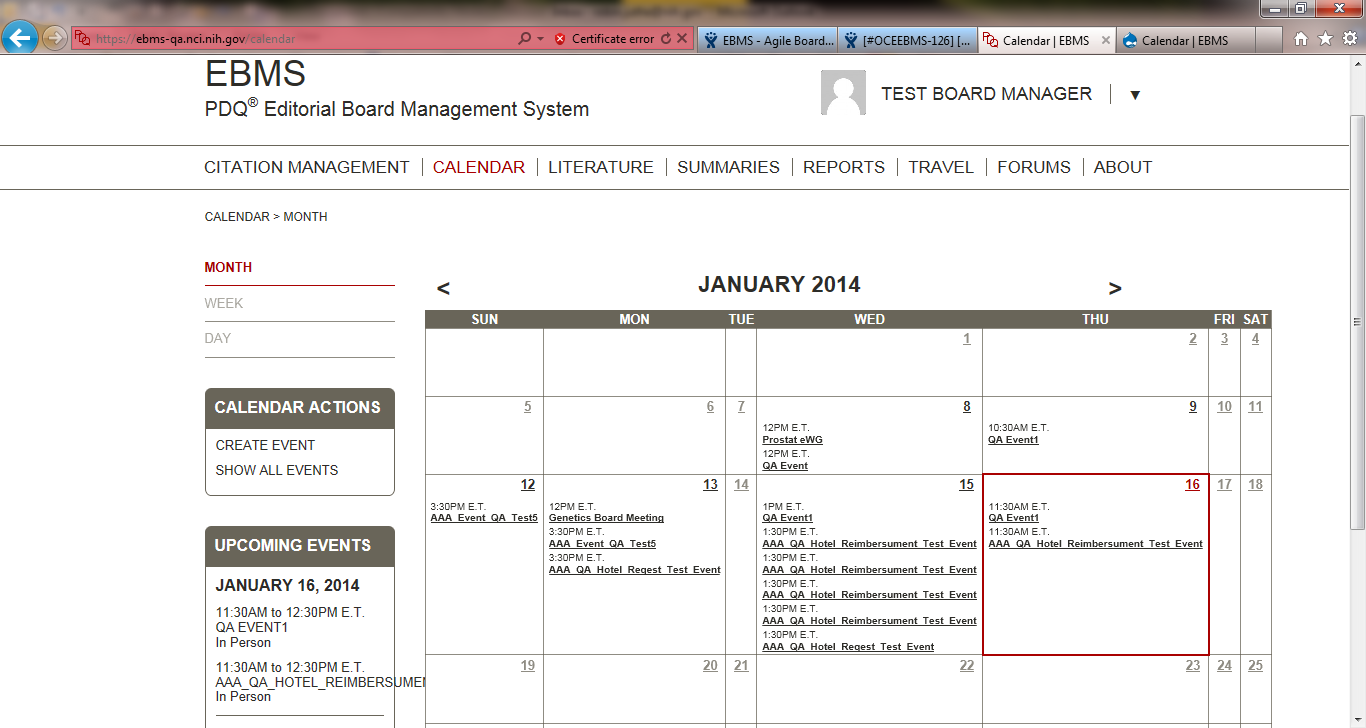 https://ebms-qa.nci.nih.gov/calendar
Certificate error
EBMS - Agile Board...
[#OCEEBMS-126] [...
Calendar | EBMS
Calendar | EBMS
EBMS
PDQ® Editorial Board Management System
TEST BOARD MANAGER
▼
CITATION MANAGEMENT
CALENDAR
LITERATURE
SUMMARIES
REPORTS
TRAVEL
FORUMS
ABOUT
CALENDAR > MONTH
MONTH
WEEK
DAY
CALENDAR ACTIONS
CREATE EVENT
SHOW ALL EVENTS
UPCOMING EVENTS
JANUARY 16, 2014
11:30AM to 12:30PM E.T.
QA EVENT1
In Person
11:30AM to 12:30PM E.T.
AAA_QA_HOTEL_REIMBERSUMEN
In Person
< JANUARY 2014 >
SUN MON TUE WED THU FRI SAT
1 2 3 4
5 6 7 8 9 10 11
12PM E.T.
Prostat eWG
12PM E.T.
QA Event
10:30AM E.T.
QA Event1
12 13 14 15 16 17 18
3:30PM E.T.
AAA_Event_QA_Test5
12PM E.T.
Genetics Board Meeting
3:30PM E.T.
AAA_Event_QA_Test5
3:30PM E.T.
AAA_QA_Hotel_Regest_Test_Event
1PM E.T.
QA Event1
1:30PM E.T.
AAA_QA_Hotel_Reimbersument_Test_Event
1:30PM E.T.
AAA_QA_Hotel_Reimbersument_Test_Event
1:30PM E.T.
AAA_QA_Hotel_Reimbersument_Test_Event
1:30PM E.T.
AAA_QA_Hotel_Reimbersument_Test_Event
1:30PM E.T.
AAA_QA_Hotel_Regest_Test_Event
11:30AM E.T.
QA Event1
11:30AM E.T.
AAA_QA_Hotel_Reimbersument_Test_Event
19 20 21 22 23 24 25